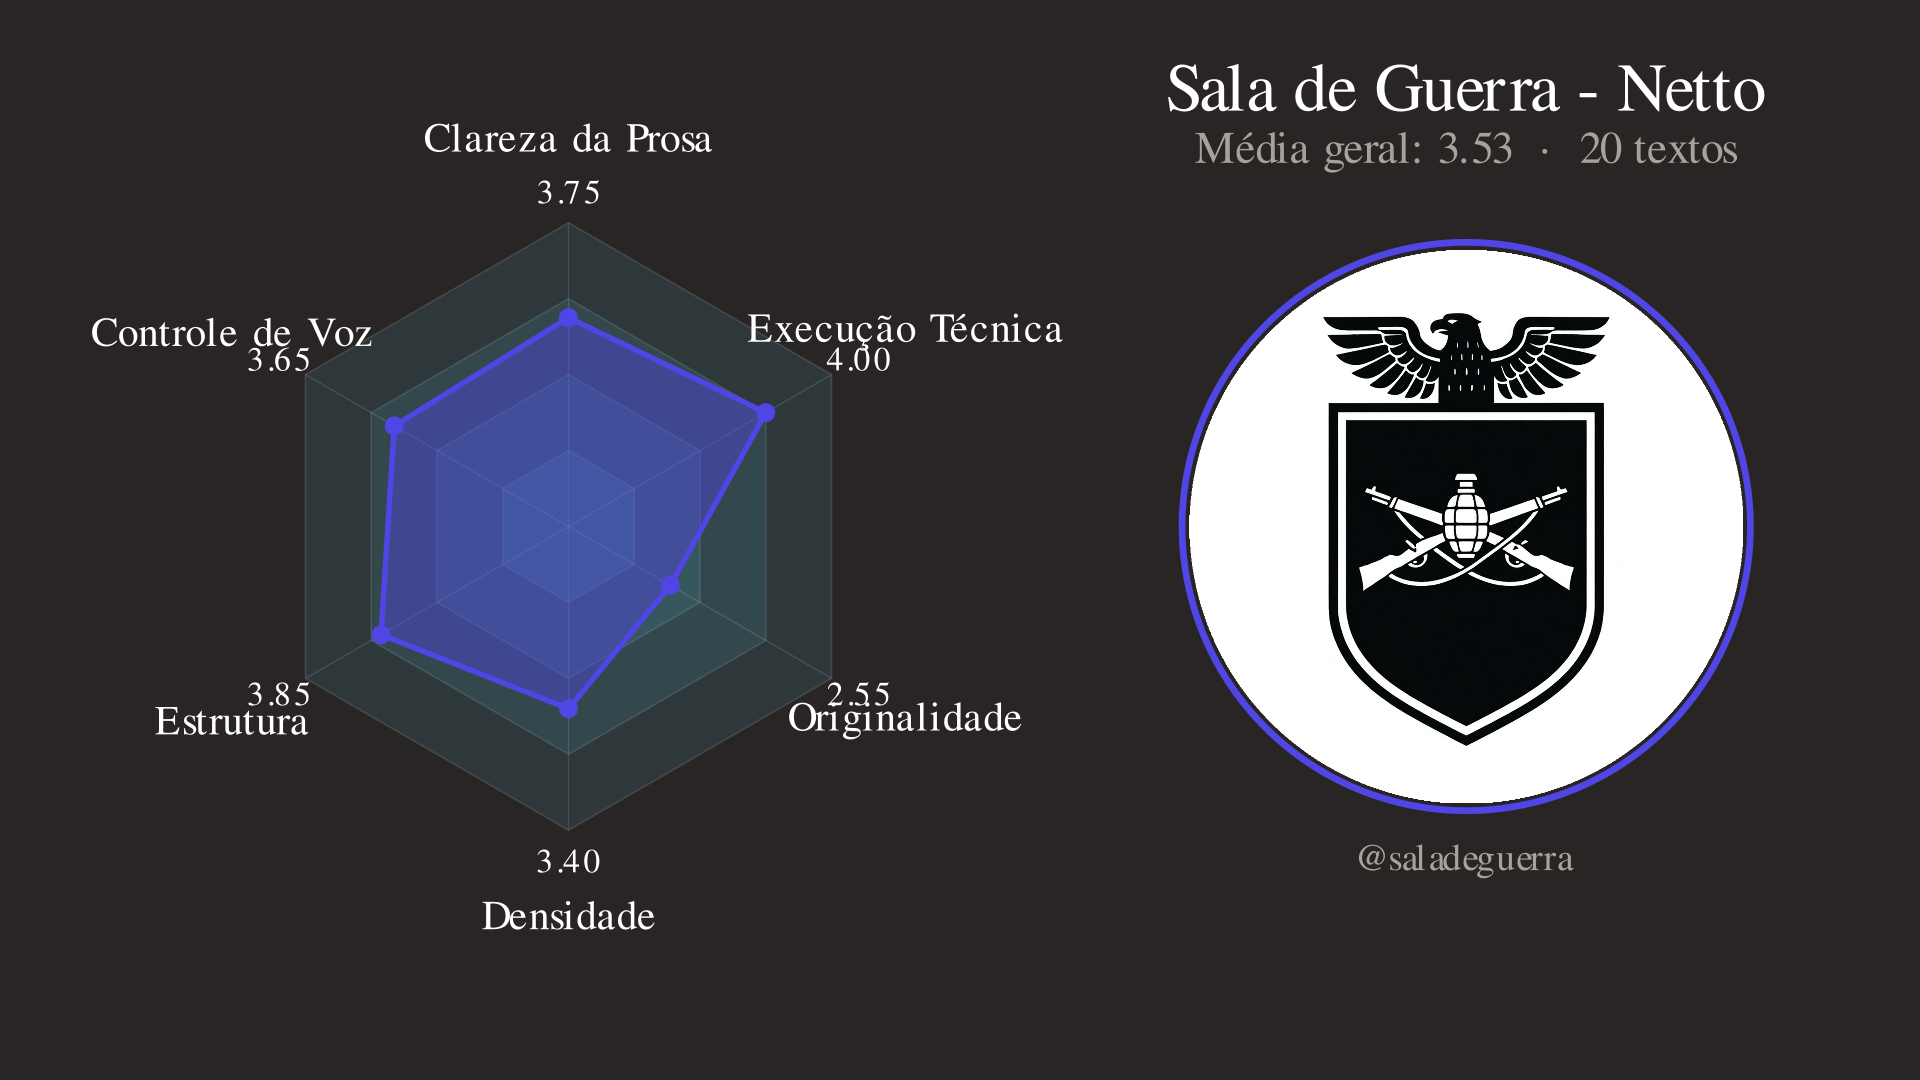 Sala de Guerra - Netto
Média geral: 3.53 · 20 textos
Clareza da Prosa
3.75
Controle de Voz
3.65
Execução Técnica
4.00
3.85
Estrutura
2.55
Originalidade
3.40
Densidade
@saladeguerra